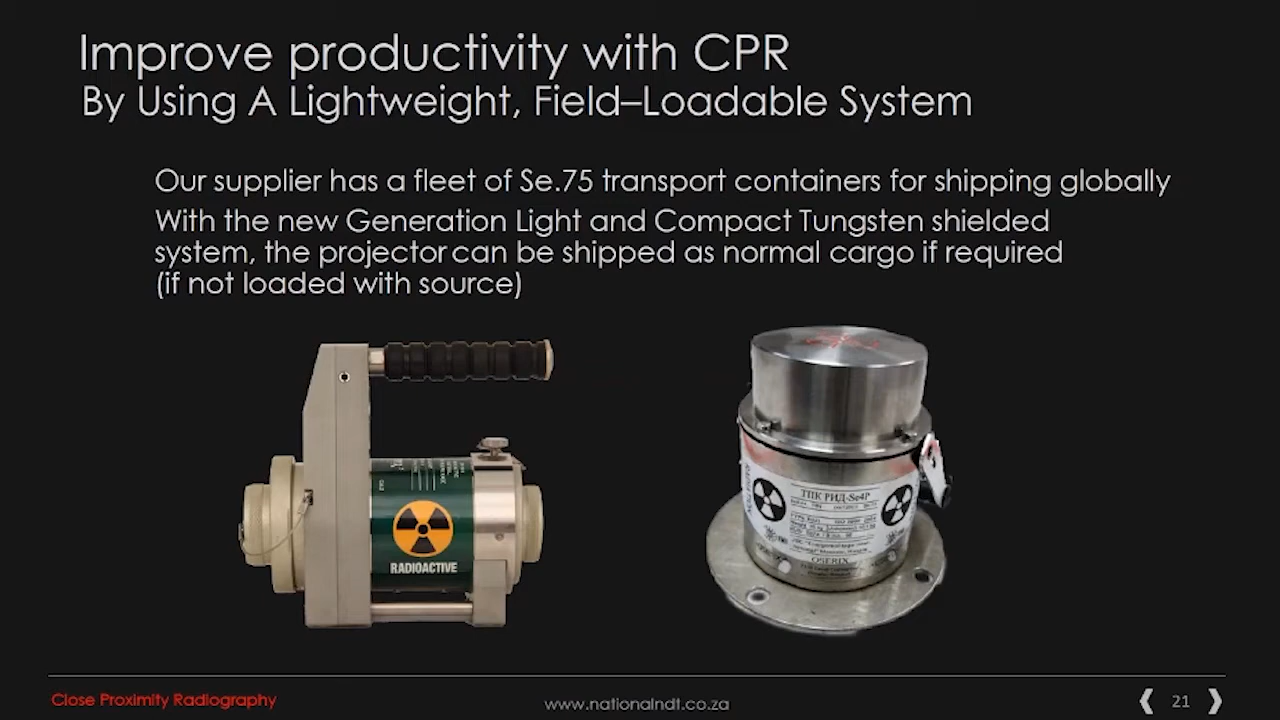 Improve productivity with CPR
By Using A Lightweight, Field–Loadable System
Our supplier has a fleet of Se.75 transport containers for shipping globally
With the new Generation Light and Compact Tungsten shielded
system, the projector can be shipped as normal cargo if required
(if not loaded with source)
RADIOACTIVE
ТПК РИД-Se4P
OSERIX
Close Proximity Radiography
www.nationalndt.co.za
❰ 21 ❱